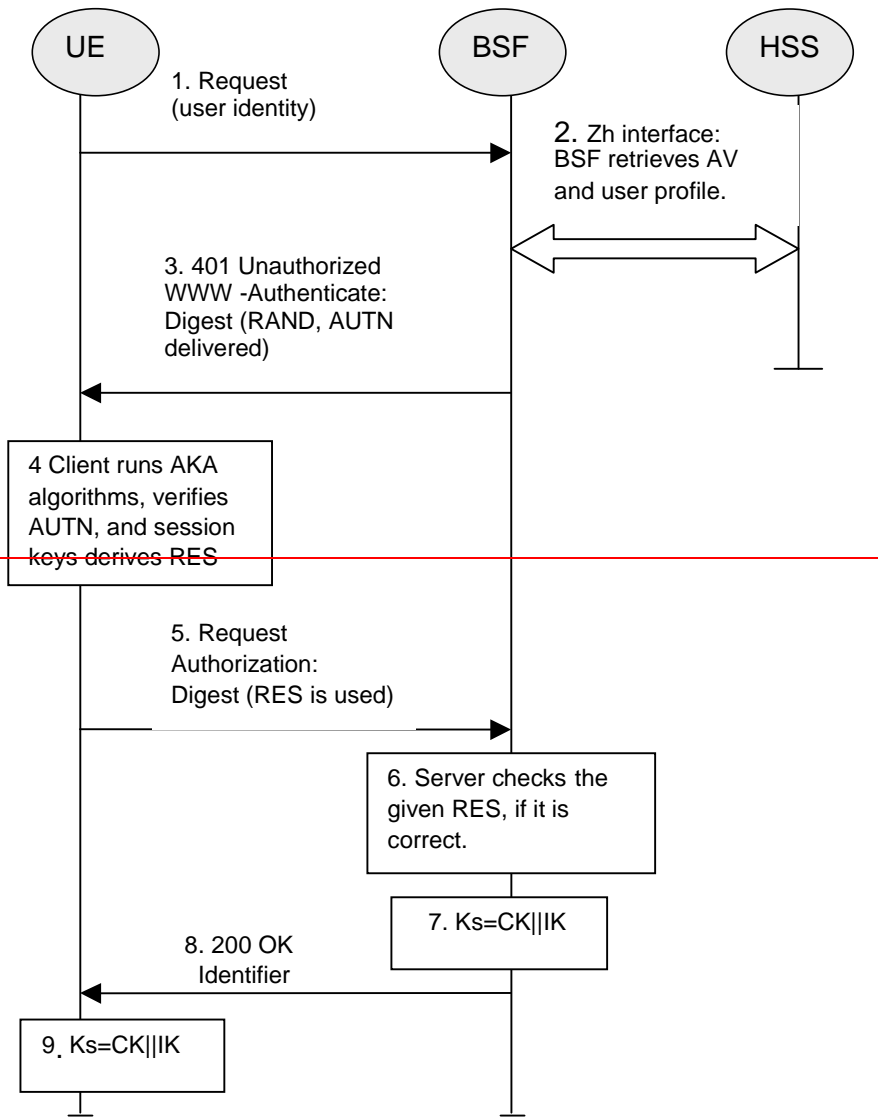 UE
BSF
HSS
1. Request
(user identity)
2. Zh interface:
BSF retrieves AV
and user profile.
3. 401 Unauthorized
WWW -Authenticate:
Digest (RAND, AUTN
delivered)
4 Client runs AKA
algorithms, verifies
AUTN, and session
keys derives RES
5. Request
Authorization:
Digest (RES is used)
6. Server checks the
given RES, if it is
correct.
7. Ks=CK||IK
8. 200 OK
Identifier
9. Ks=CK||IK